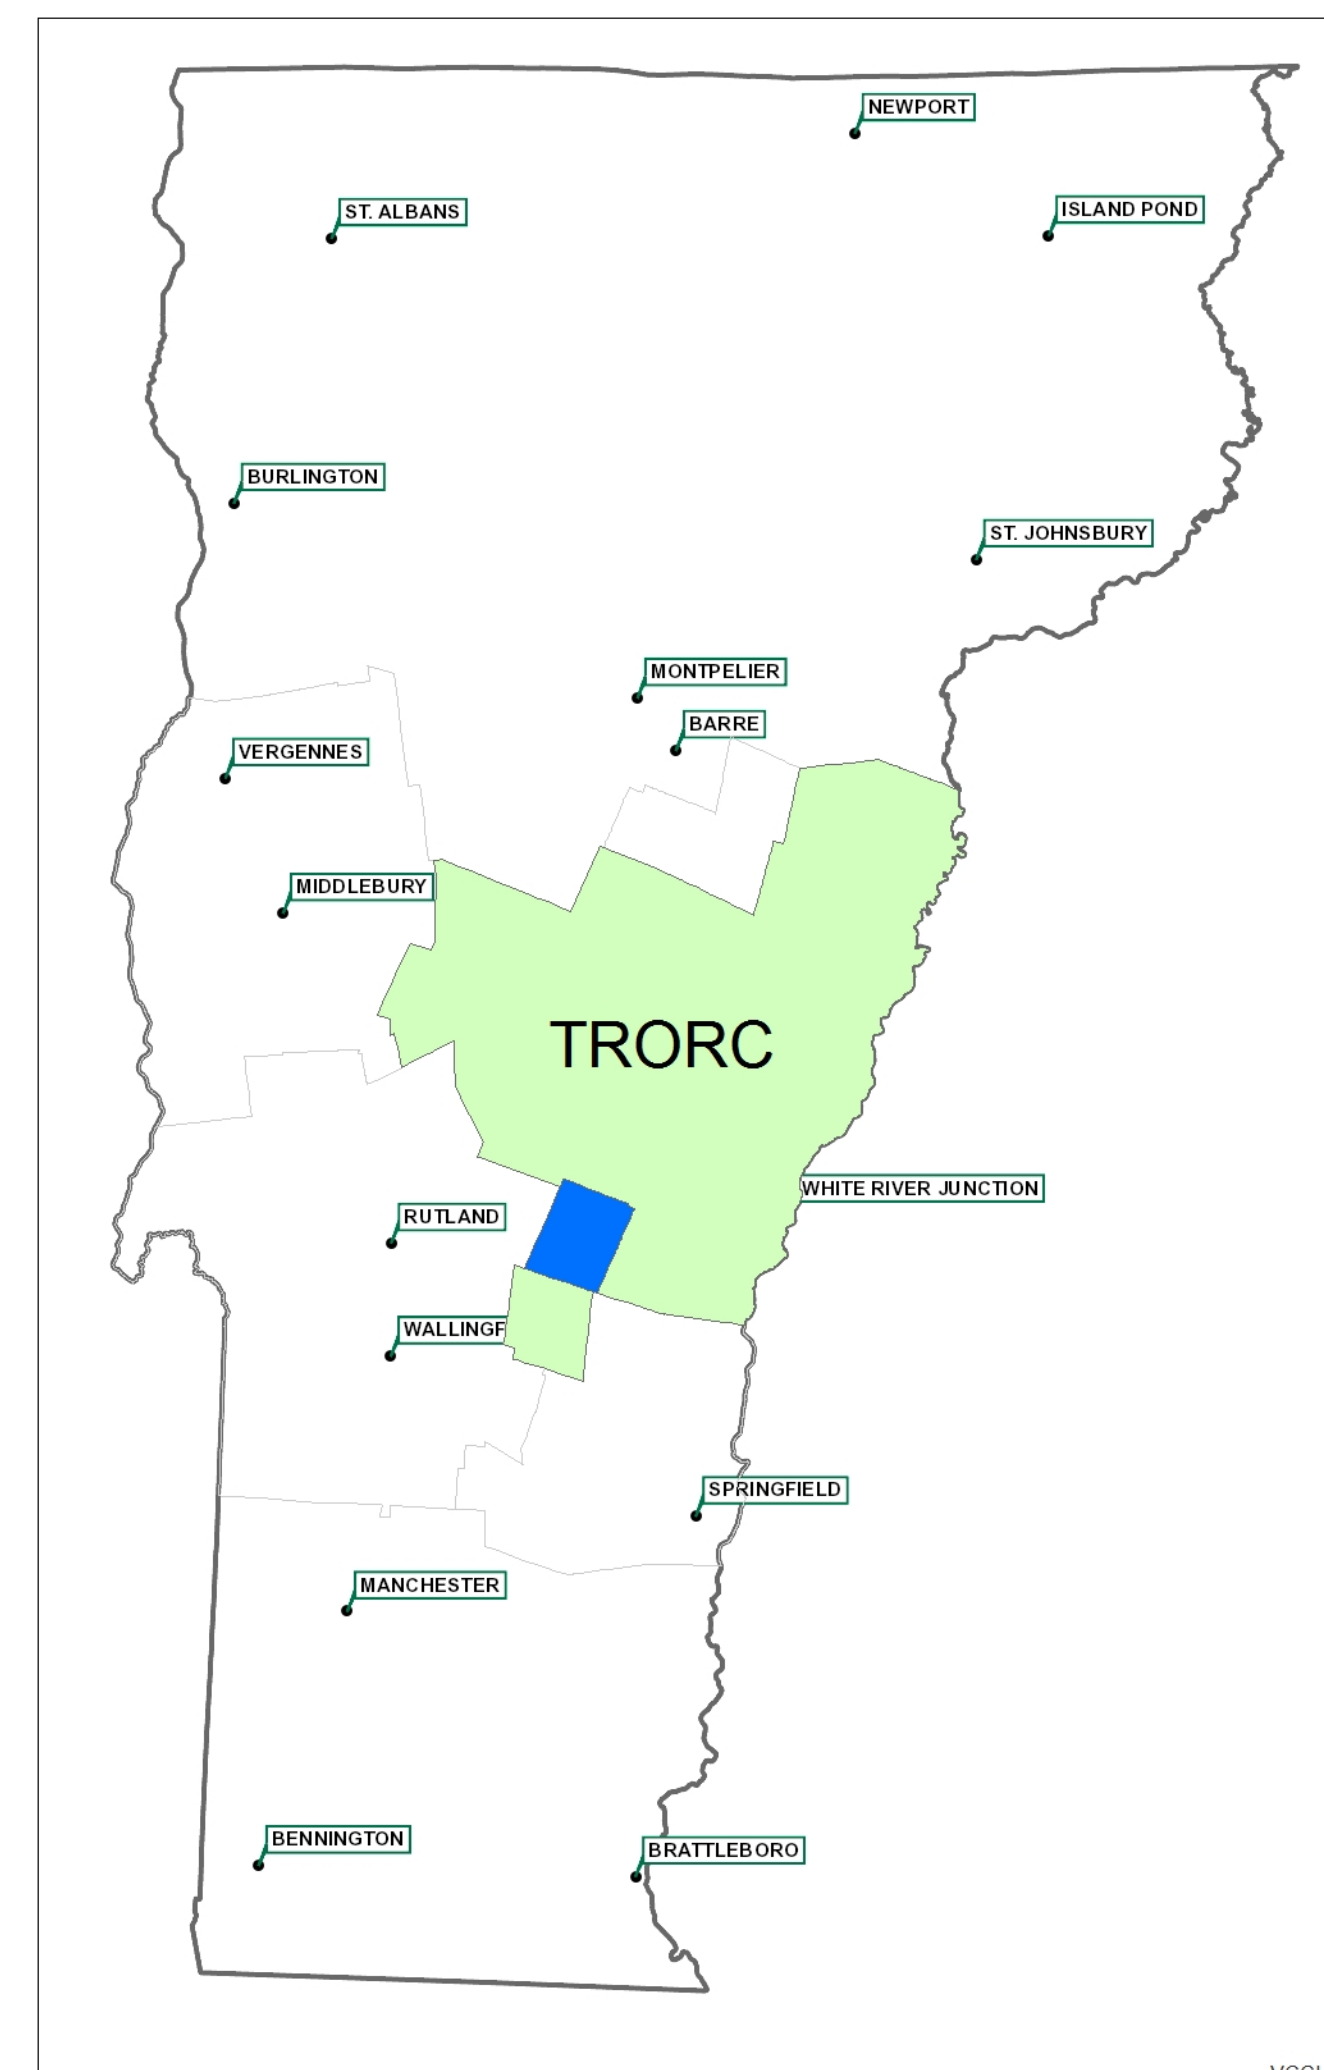 NEWPORT
ISLAND POND
ST. ALBANS
BURLINGTON
ST. JOHNSBURY
MONTPELIER
BARRE
VERGENNES
MIDDLEBURY
TRORC
WHITE RIVER JUNCTION
RUTLAND
WALLINGF
SPRINGFIELD
MANCHESTER
BENNINGTON
BRATTLEBORO